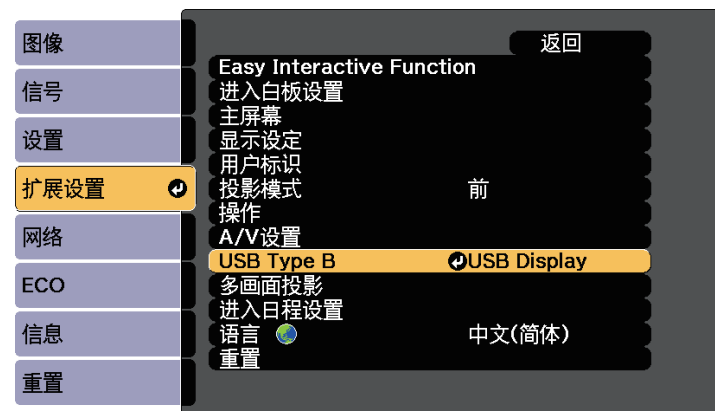 图像
信号
设置
扩展设置
网络
ECO
信息
重置
返回
Easy Interactive Function
进入白板设置
主屏幕
显示设定
用户标识
投影模式 前
操作
A/V设置
USB Type B USB Display
多画面投影
进入日程设置
语言 中文(简体)
重置